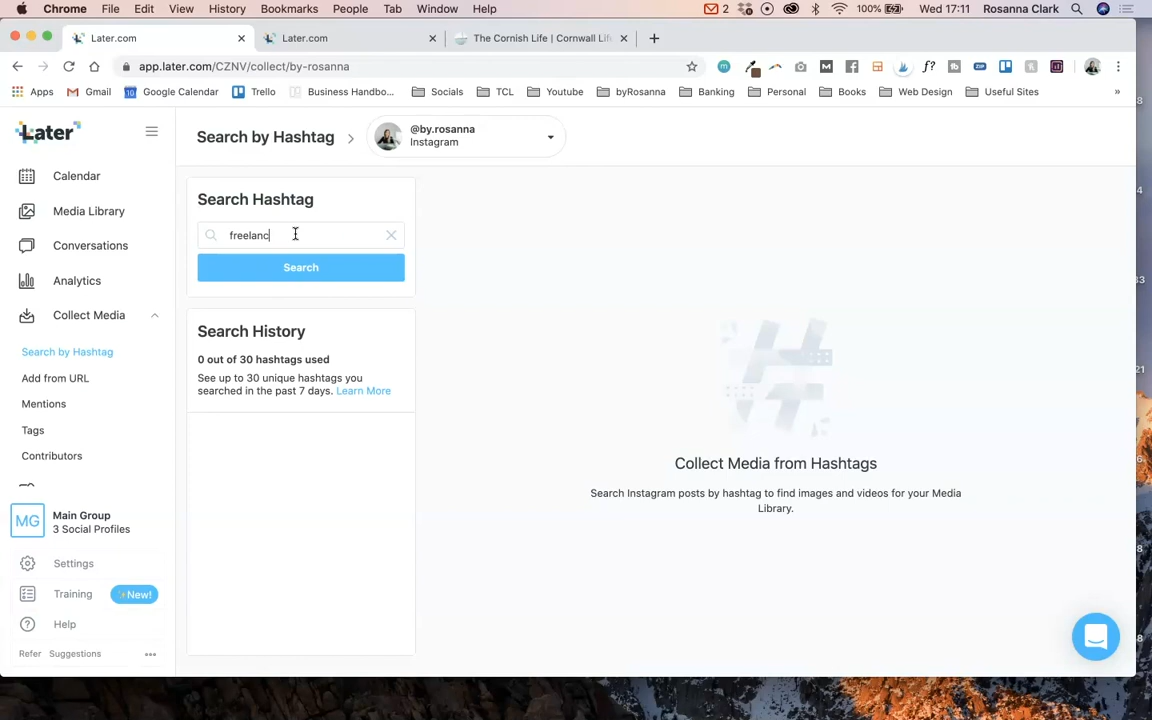 Chrome File Edit View History Bookmarks People Tab Window Help 2 100% Wed 17:11 Rosanna Clark
Later.com Later.com The Cornish Life | Cornwall Life
app.later.com/CZNV/collect/by-rosanna
Apps Gmail Google Calendar Trello Business Handbo... Socials TCL Youtube byRosanna Banking Personal Books Web Design Useful Sites »
Later
Search by Hashtag
@by.rosanna
Instagram
Calendar
Media Library
Conversations
Analytics
Collect Media
Search by Hashtag
Add from URL
Mentions
Tags
Contributors
MG
Main Group
3 Social Profiles
Settings
Training New!
Help
Refer Suggestions
Search Hashtag
freelanc
Search
Search History
0 out of 30 hashtags used
See up to 30 unique hashtags you
searched in the past 7 days. Learn More
Collect Media from Hashtags
Search Instagram posts by hashtag to find images and videos for your Media
Library.